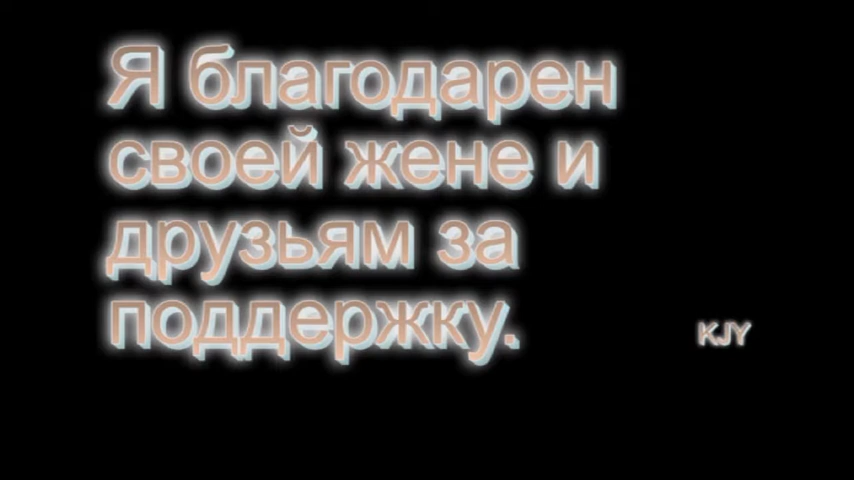 Я благодарен
своей жене и
друзьям за
поддержку.
KJY